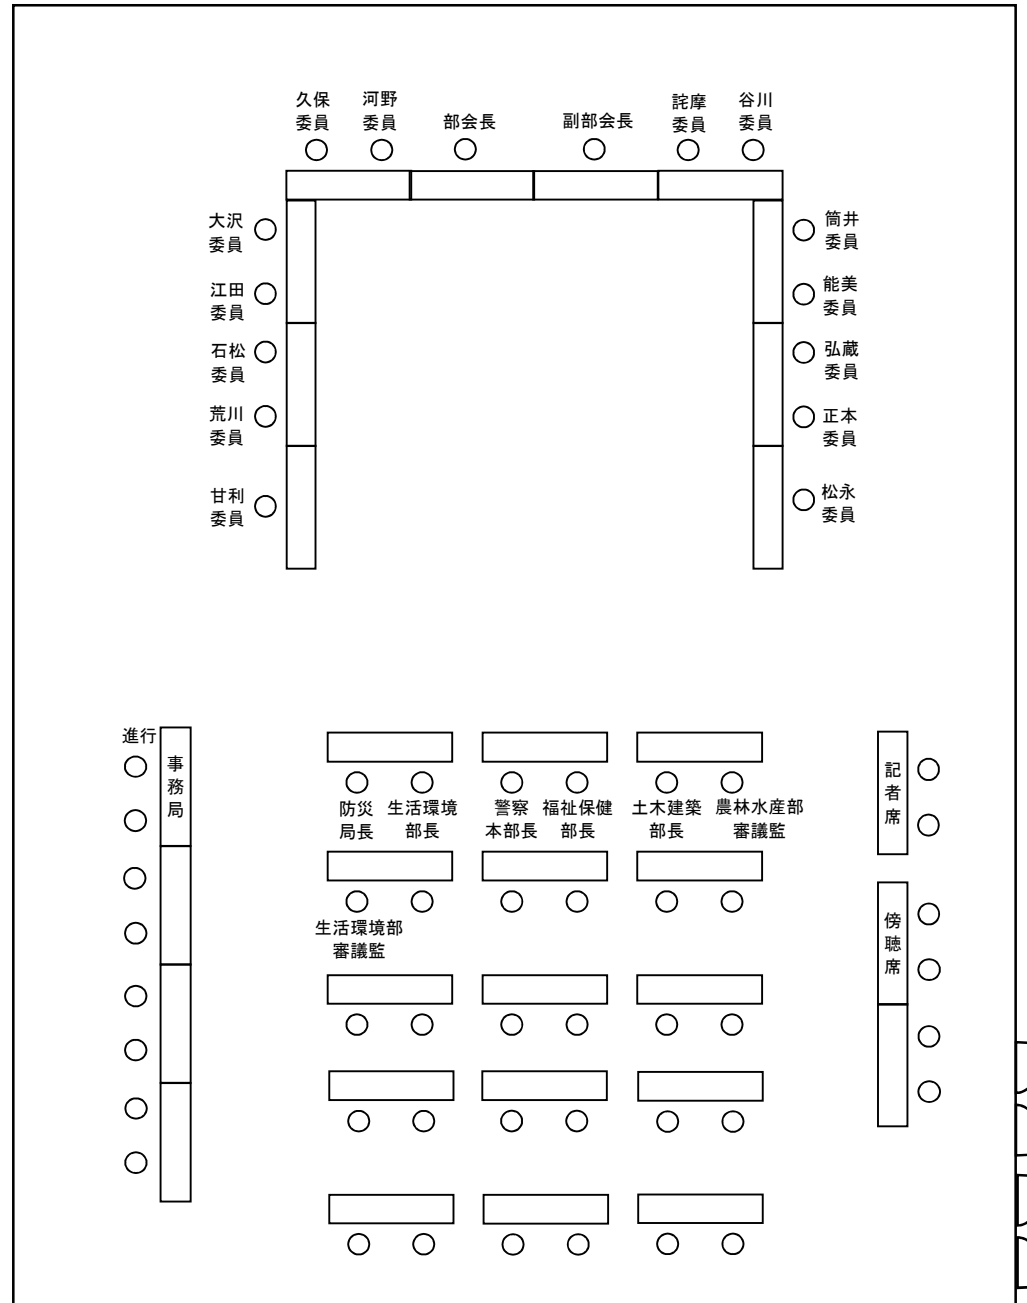 久保
委員
河野
委員
部会長
副部会長
詫摩
委員
谷川
委員
大沢
委員
江田
委員
石松
委員
荒川
委員
甘利
委員
筒井
委員
能美
委員
弘蔵
委員
正本
委員
松永
委員
進行
事務局
防災
局長
生活環境
部長
警察
本部長
福祉保健
部長
土木建築
部長
農林水産部
審議監
生活環境部
審議監
記者席
傍聴席